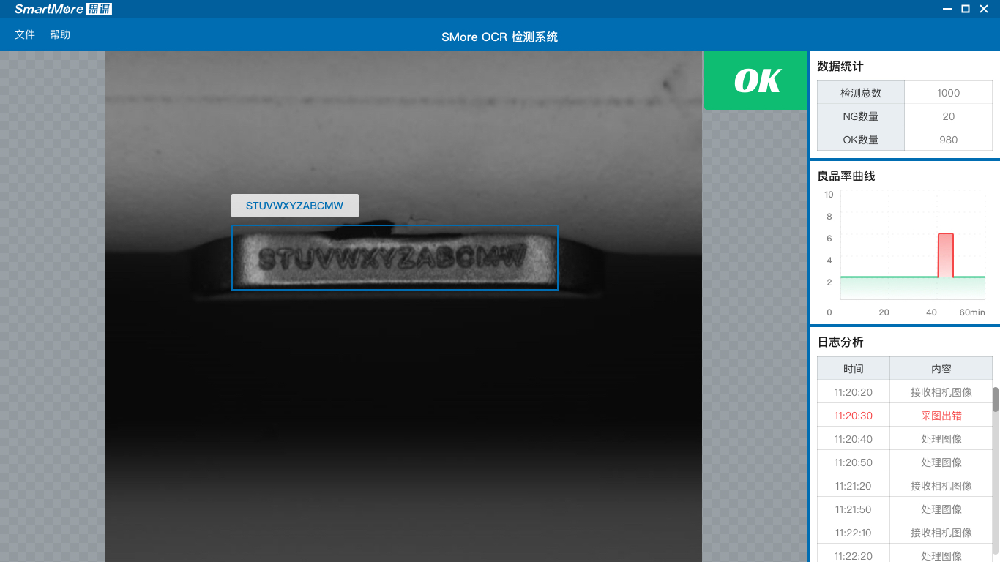 SmartMore 思谋
文件 帮助
SMore OCR 检测系统
STUVWXYZABCMW
STUVWXYZABCMW
OK
数据统计
检测总数 1000
NG数量 20
OK数量 980
良品率曲线
10
8
6
4
2
0 20 40 60min
日志分析
时间 内容
11:20:20 接收相机图像
11:20:30 采图出错
11:20:40 处理图像
11:20:50 处理图像
11:21:20 接收相机图像
11:21:50 处理图像
11:22:10 接收相机图像
11:22:20 处理图像